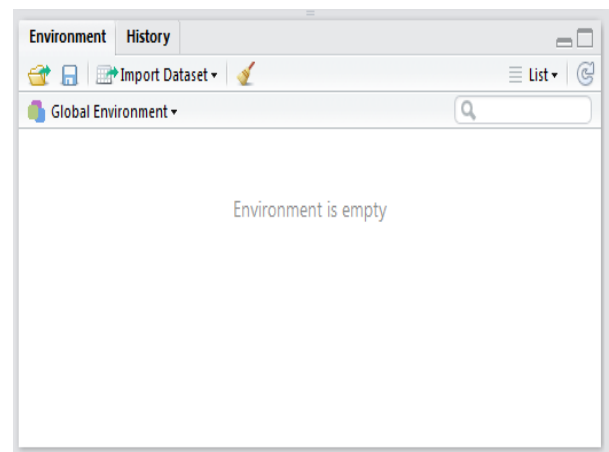 Environment History
Import Dataset List
Global Environment
Environment is empty